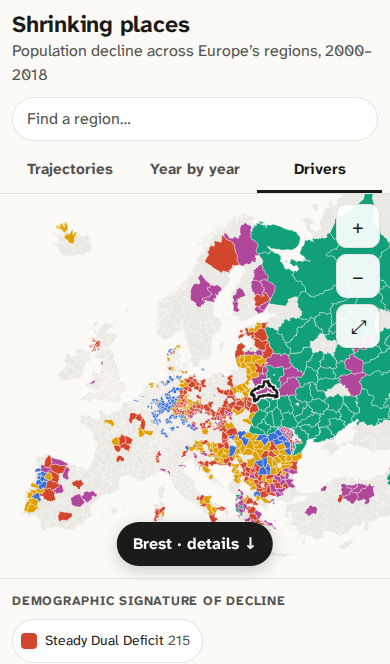 Shrinking places
Population decline across Europe’s regions, 2000–
2018
Find a region…
Trajectories
Year by year
Drivers
+
−
⤢
Brest · details ↓
DEMOGRAPHIC SIGNATURE OF DECLINE
Steady Dual Deficit 215